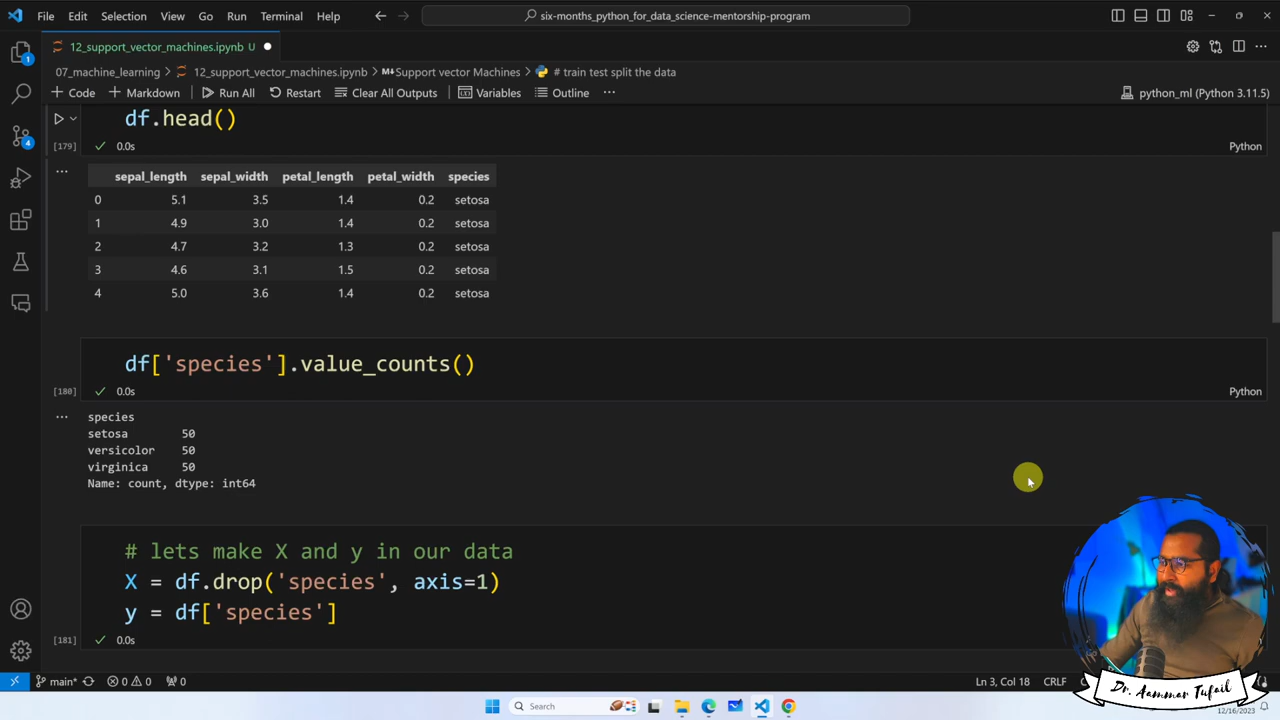 File Edit Selection View Go Run Terminal Help
six-months_python_for_data_science-mentorship-program
12_support_vector_machines.ipynb U
07_machine_learning > 12_support_vector_machines.ipynb > M↓Support vector Machines > # train test split the data
+ Code + Markdown Run All Restart Clear All Outputs Variables Outline ...
python_ml (Python 3.11.5)
df.head()
[179] 0.0s Python
sepal_length sepal_width petal_length petal_width species
0 5.1 3.5 1.4 0.2 setosa
1 4.9 3.0 1.4 0.2 setosa
2 4.7 3.2 1.3 0.2 setosa
3 4.6 3.1 1.5 0.2 setosa
4 5.0 3.6 1.4 0.2 setosa
df['species'].value_counts()
[180] 0.0s Python
species
setosa 50
versicolor 50
virginica 50
Name: count, dtype: int64
# lets make X and y in our data
X = df.drop('species', axis=1)
y = df['species']
[181] 0.0s
1
4
main* 0 0 0 Ln 3, Col 18 CRLF
Dr. Aammar Tufail
Search
12/16/2023